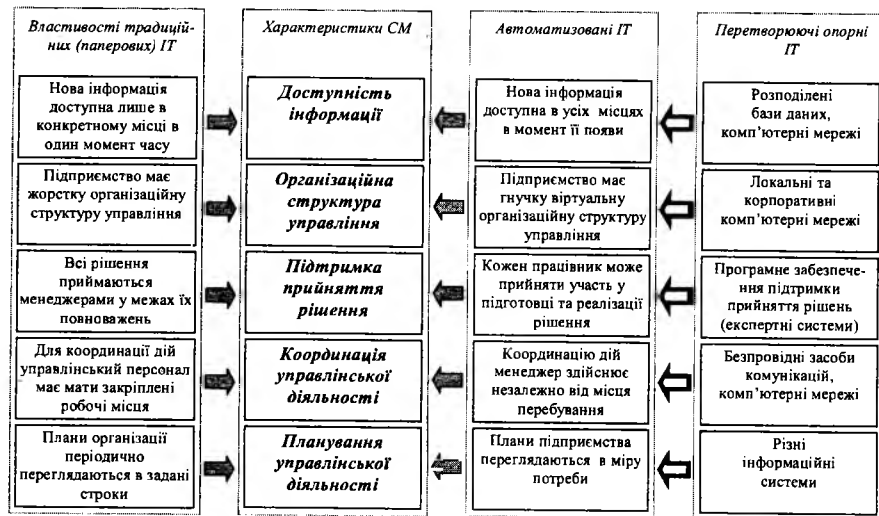 Властивості традицій-
них (паперових) ІТ
Характеристики СМ
Автоматизовані ІТ
Перетворюючі опорні
ІТ
Нова інформація
доступна лише в
конкретному місці в
один момент часу
Доступність
інформації
Нова інформація
доступна в усіх місцях
в момент її появи
Розподілені
бази даних,
комп’ютерні мережі
Підприємство має
жорстку організаційну
структуру управління
Організаційна
структура
управління
Підприємство має
гнучку віртуальну
організаційну структуру
управління
Локальні та
корпоративні
комп’ютерні мережі
Всі рішення
приймаються
менеджерами у межах їх
повноважень
Підтримка
прийняття
рішення
Кожен працівник може
прийняти участь у
підготовці та реалізації
рішення
Програмне забезпече-
ння підтримки
прийняття рішень
(експертні системи)
Для координації дій
управлінський персонал
має мати закріплені
робочі місця
Координація
управлінської
діяльності
Координацію дій
менеджер здійснює
незалежно від місця
перебування
Безпровідні засоби
комунікацій,
комп’ютерні мережі
Плани організації
періодично
переглядаються в задані
строки
Планування
управлінської
діяльності
Плани підприємства
переглядаються в міру
потреби
Різні
інформаційні
системи